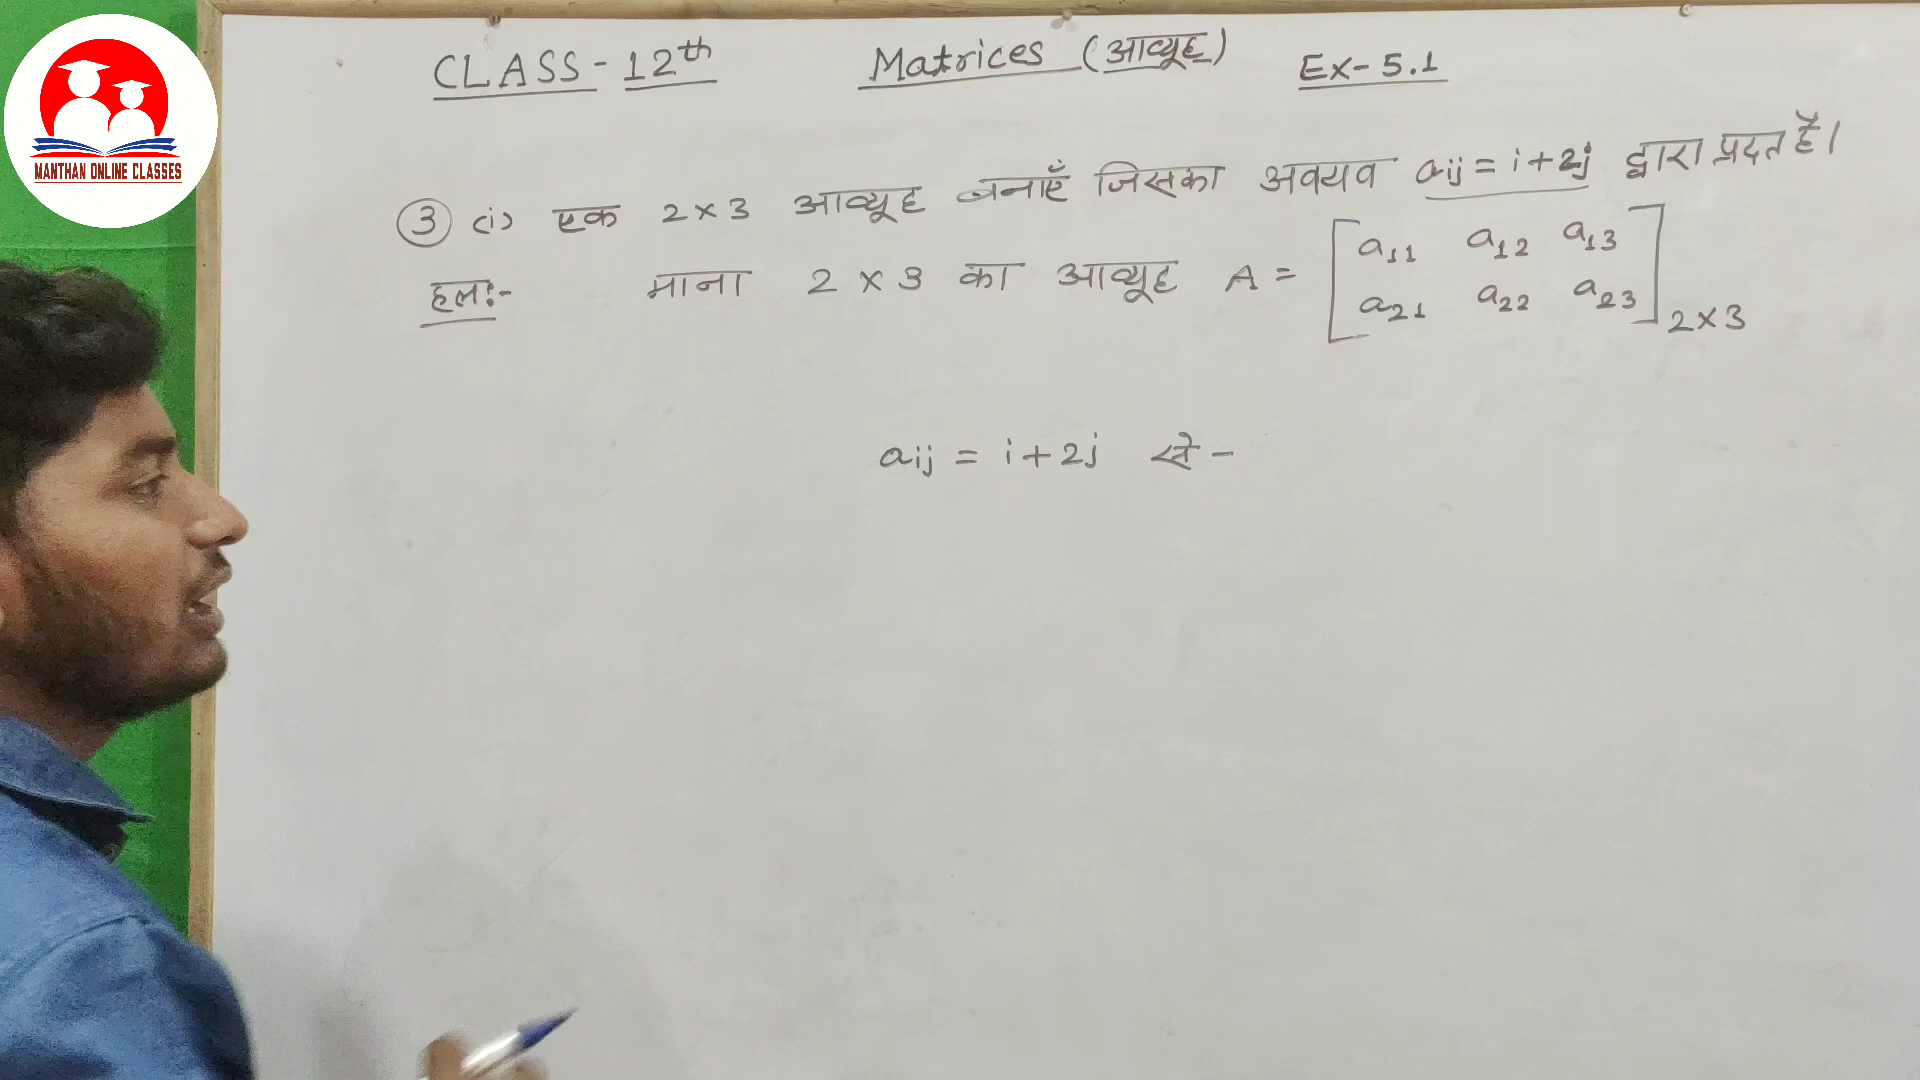 MANTHAN ONLINE CLASSES
CLASS-12th Matrices (आव्यूह) Ex-5.1
3 (i) एक 2×3 आव्यूह बनाएँ जिसका अवयव aij = i+2j द्वारा प्रदत है।
हलः- माना 2×3 का आव्यूह A = [a11 a12 a13
a21 a22 a23]2×3
aij = i+2j से -